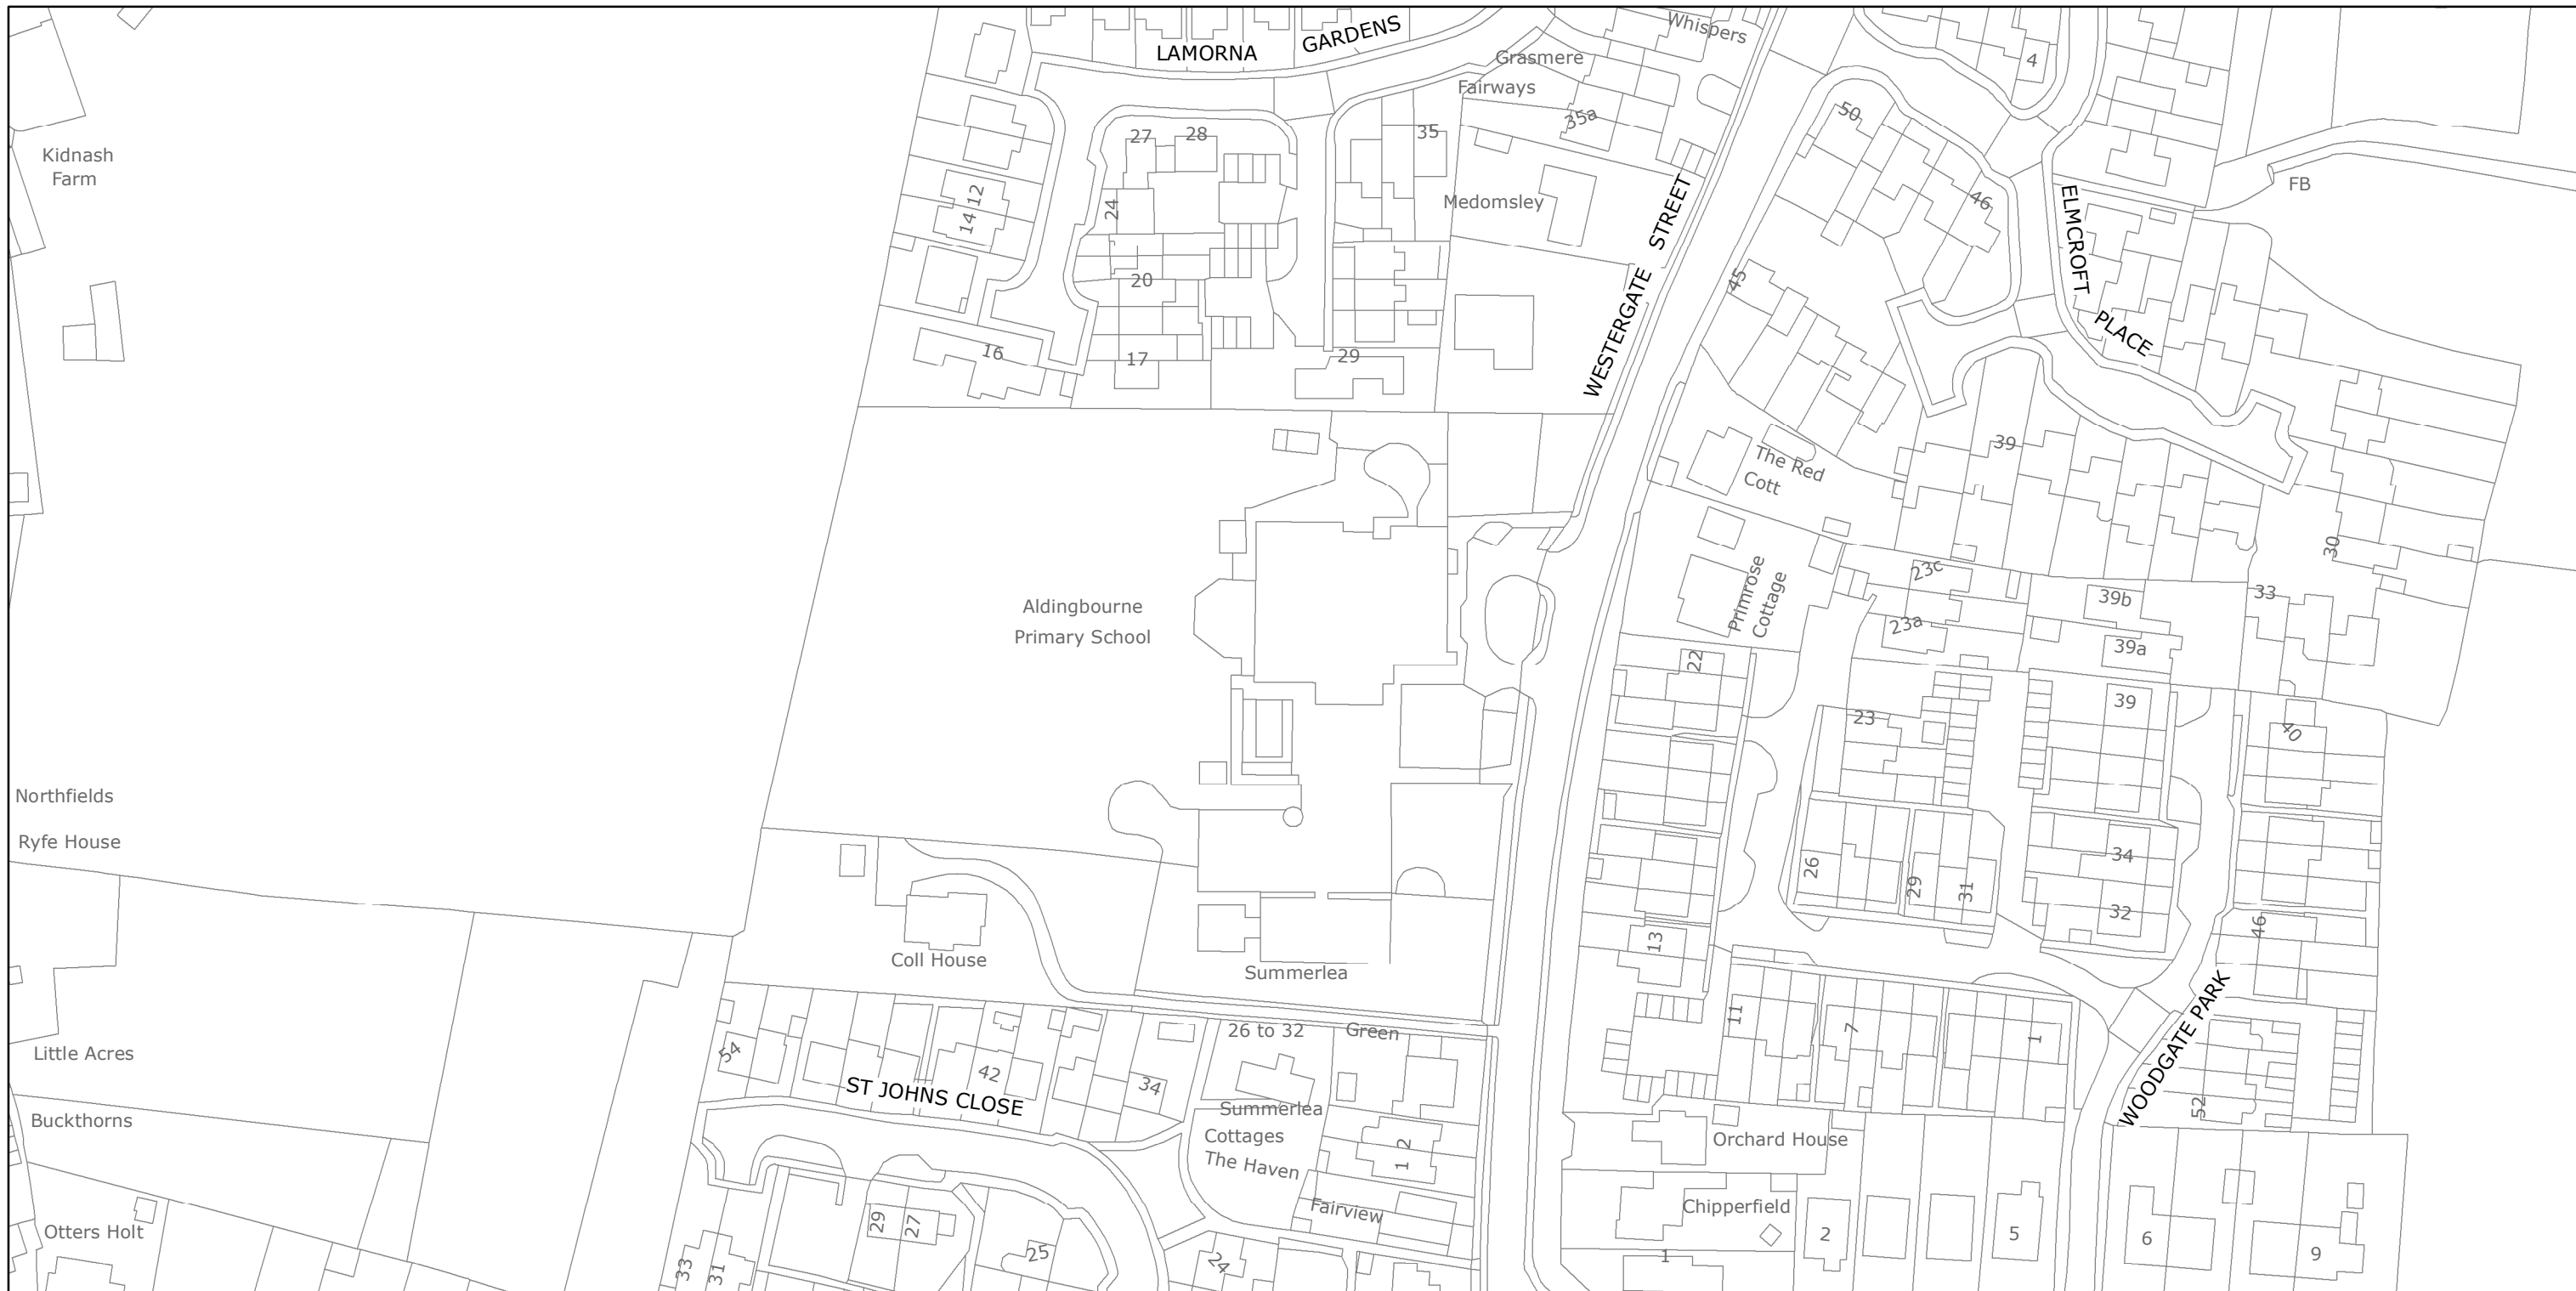 Whispers
LAMORNA
GARDENS
Grasmere
Fairways
4
35a
50
27
28
35
Kidnash
Farm
FB
12
14
24
Medomsley
STREET
46
ELMCROFT
20
45
WESTERGATE
PLACE
16
17
29
The Red
Cott
39
30
23c
39b
33
Primrose
Cottage
Aldingbourne
Primary School
23a
39a
22
39
23
40
Northfields
Ryfe House
34
26
29
31
32
46
13
Coll House
Summerlea
WOODGATE PARK
11
7
1
26 to 32
Green
Little Acres
54
42
34
ST JOHNS CLOSE
52
Summerlea
Cottages
The Haven
Buckthorns
1 2
Orchard House
Fairview
Chipperfield
Otters Holt
29
27
25
24
2
5
6
9
33
31
1